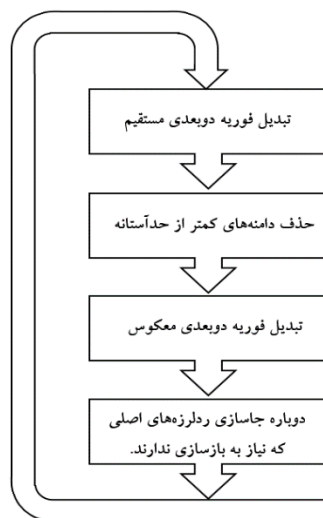 تبدیل فوریه دوبعدی مستقیم
حذف دامنه‌های کمتر از حدآستانه
تبدیل فوریه دوبعدی معکوس
دوباره جاسازی ردلرزه‌های اصلی
که نیاز به بازسازی ندارند.